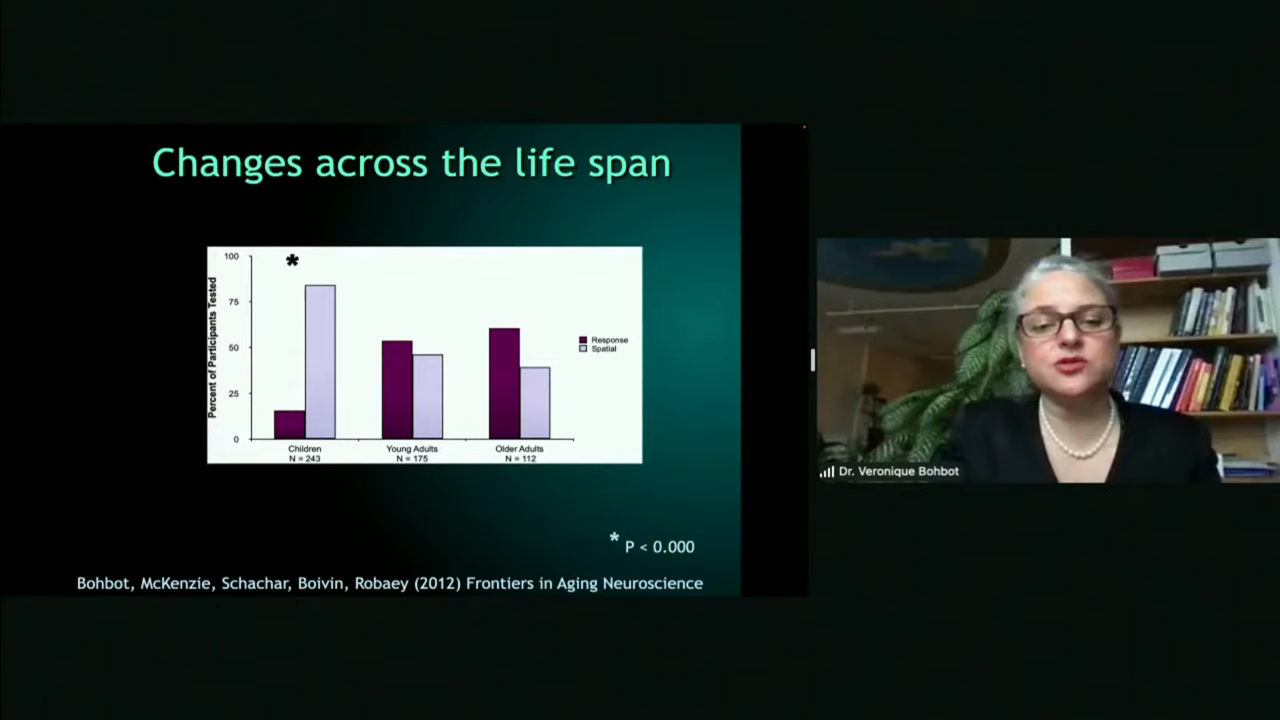 Changes across the life span
*
100
75
50
25
0
Percent of Participants Tested
Response
Spatial
Children
N = 243
Young Adults
N = 175
Older Adults
N = 112
* P < 0.000
Bohbot, McKenzie, Schachar, Boivin, Robaey (2012) Frontiers in Aging Neuroscience
Dr. Veronique Bohbot